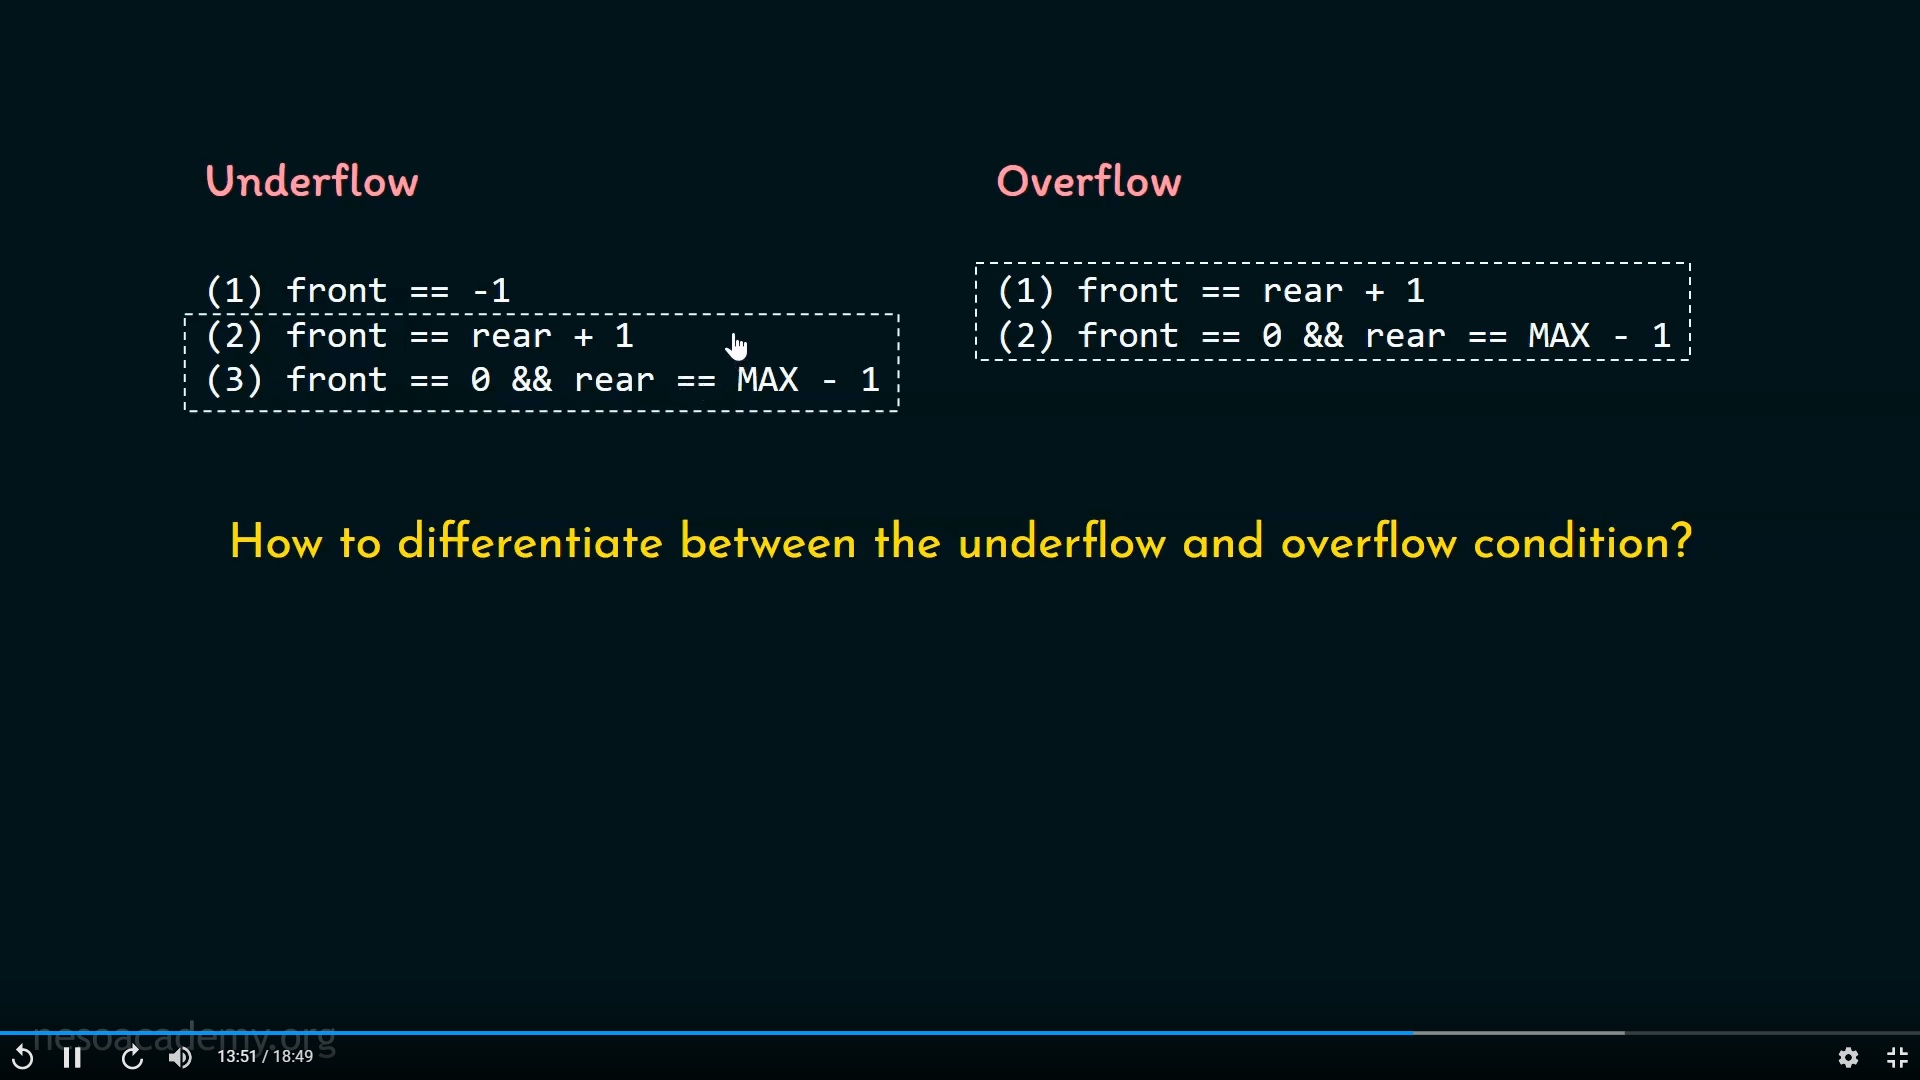 Underflow
(1) front == -1
(2) front == rear + 1
(3) front == 0 && rear == MAX - 1
Overflow
(1) front == rear + 1
(2) front == 0 && rear == MAX - 1
How to differentiate between the underflow and overflow condition?
nesoacademy.org
13:51 / 18:49